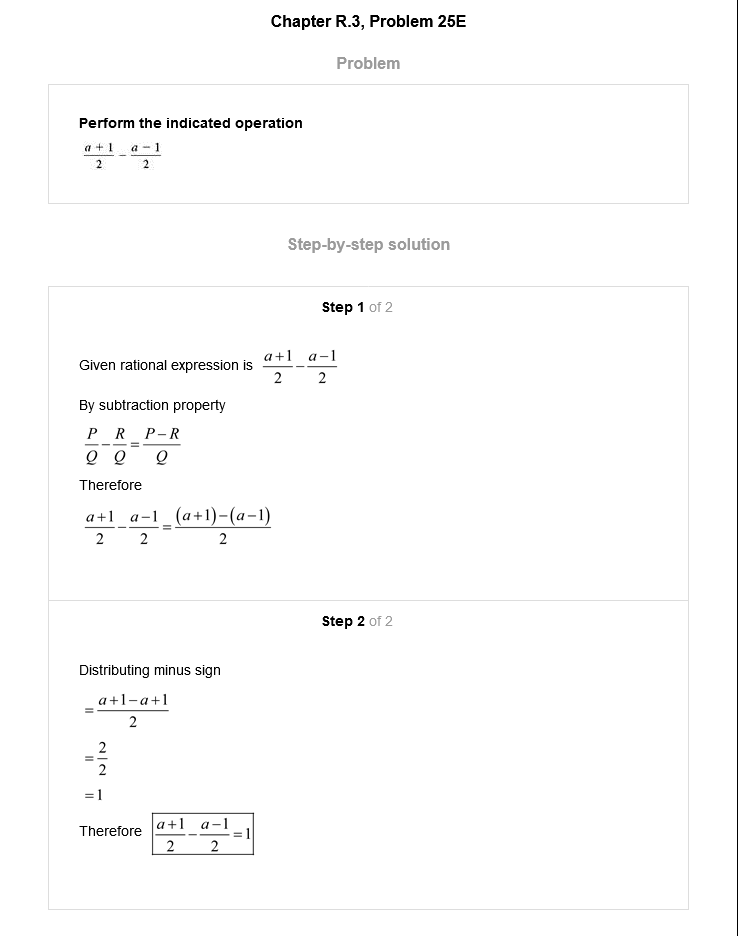 Chapter R.3, Problem 25E
Problem
Perform the indicated operation
\frac{a+1}{2} - \frac{a-1}{2}
Step-by-step solution
Step 1 of 2
Given rational expression is \frac{a+1}{2} - \frac{a-1}{2}
By subtraction property
\frac{P}{Q} - \frac{R}{Q} = \frac{P-R}{Q}
Therefore
\frac{a+1}{2} - \frac{a-1}{2} = \frac{(a+1)-(a-1)}{2}
Step 2 of 2
Distributing minus sign
= \frac{a+1-a+1}{2}
= \frac{2}{2}
= 1
Therefore \frac{a+1}{2} - \frac{a-1}{2} = 1